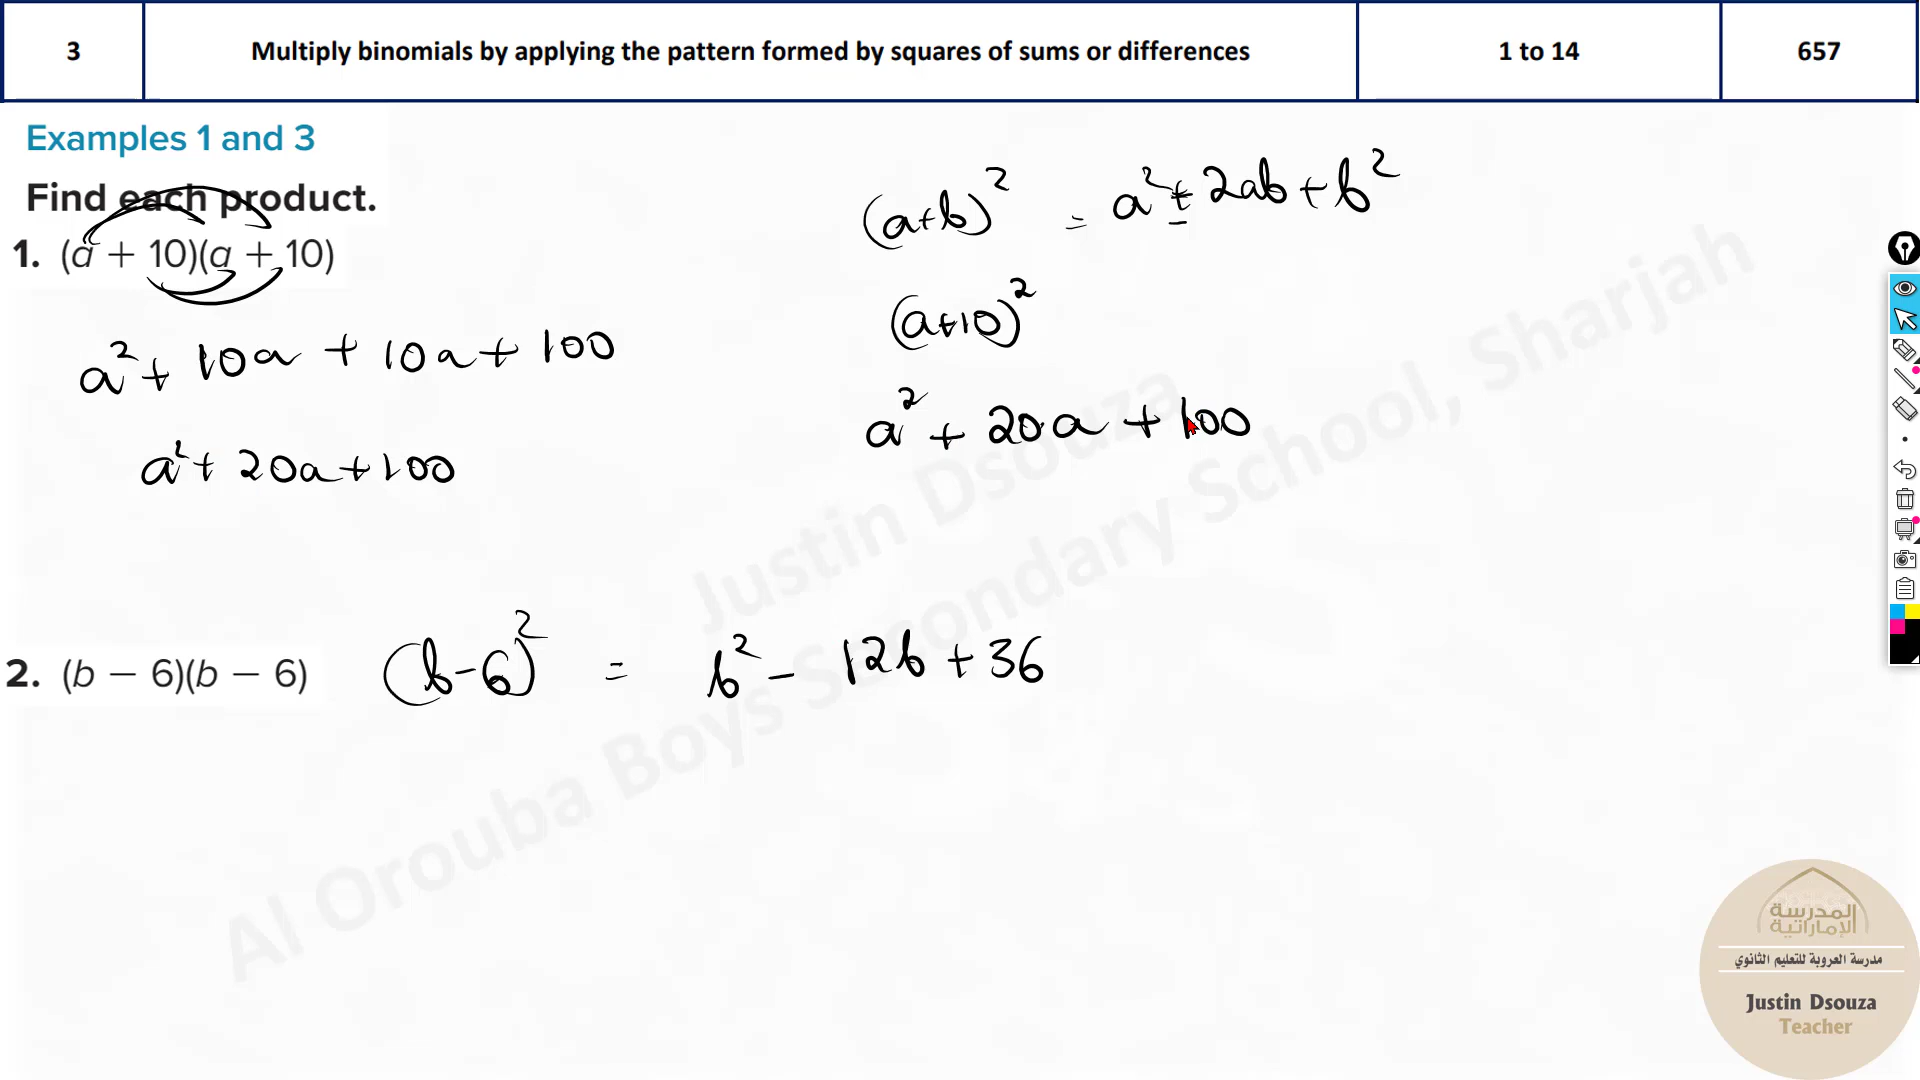 3 Multiply binomials by applying the pattern formed by squares of sums or differences 1 to 14 657
Examples 1 and 3
Find each product.
1. (a + 10)(a + 10)
a² + 10a + 10a + 100
a² + 20a + 100
(a+b)² = a² ± 2ab + b²
(a+10)²
a² + 20a + 100
2. (b − 6)(b − 6) (b-6)² = b² - 12b + 36
Justin Dsouza
Al Orouba Boys Secondary School, Sharjah
المدرسة
الإماراتية
مدرسة العروبة للتعليم الثانوي
Justin Dsouza
Teacher